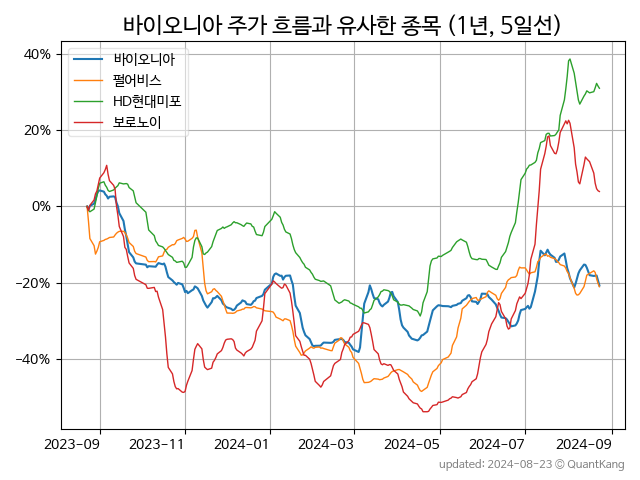 바이오니아 주가 흐름과 유사한 종목 (1년, 5일선)
바이오니아
펄어비스
HD현대미포
보로노이
40%
20%
0%
−20%
−40%
2023-09 2023-11 2024-01 2024-03 2024-05 2024-07 2024-09
updated: 2024-08-23 © QuantKang